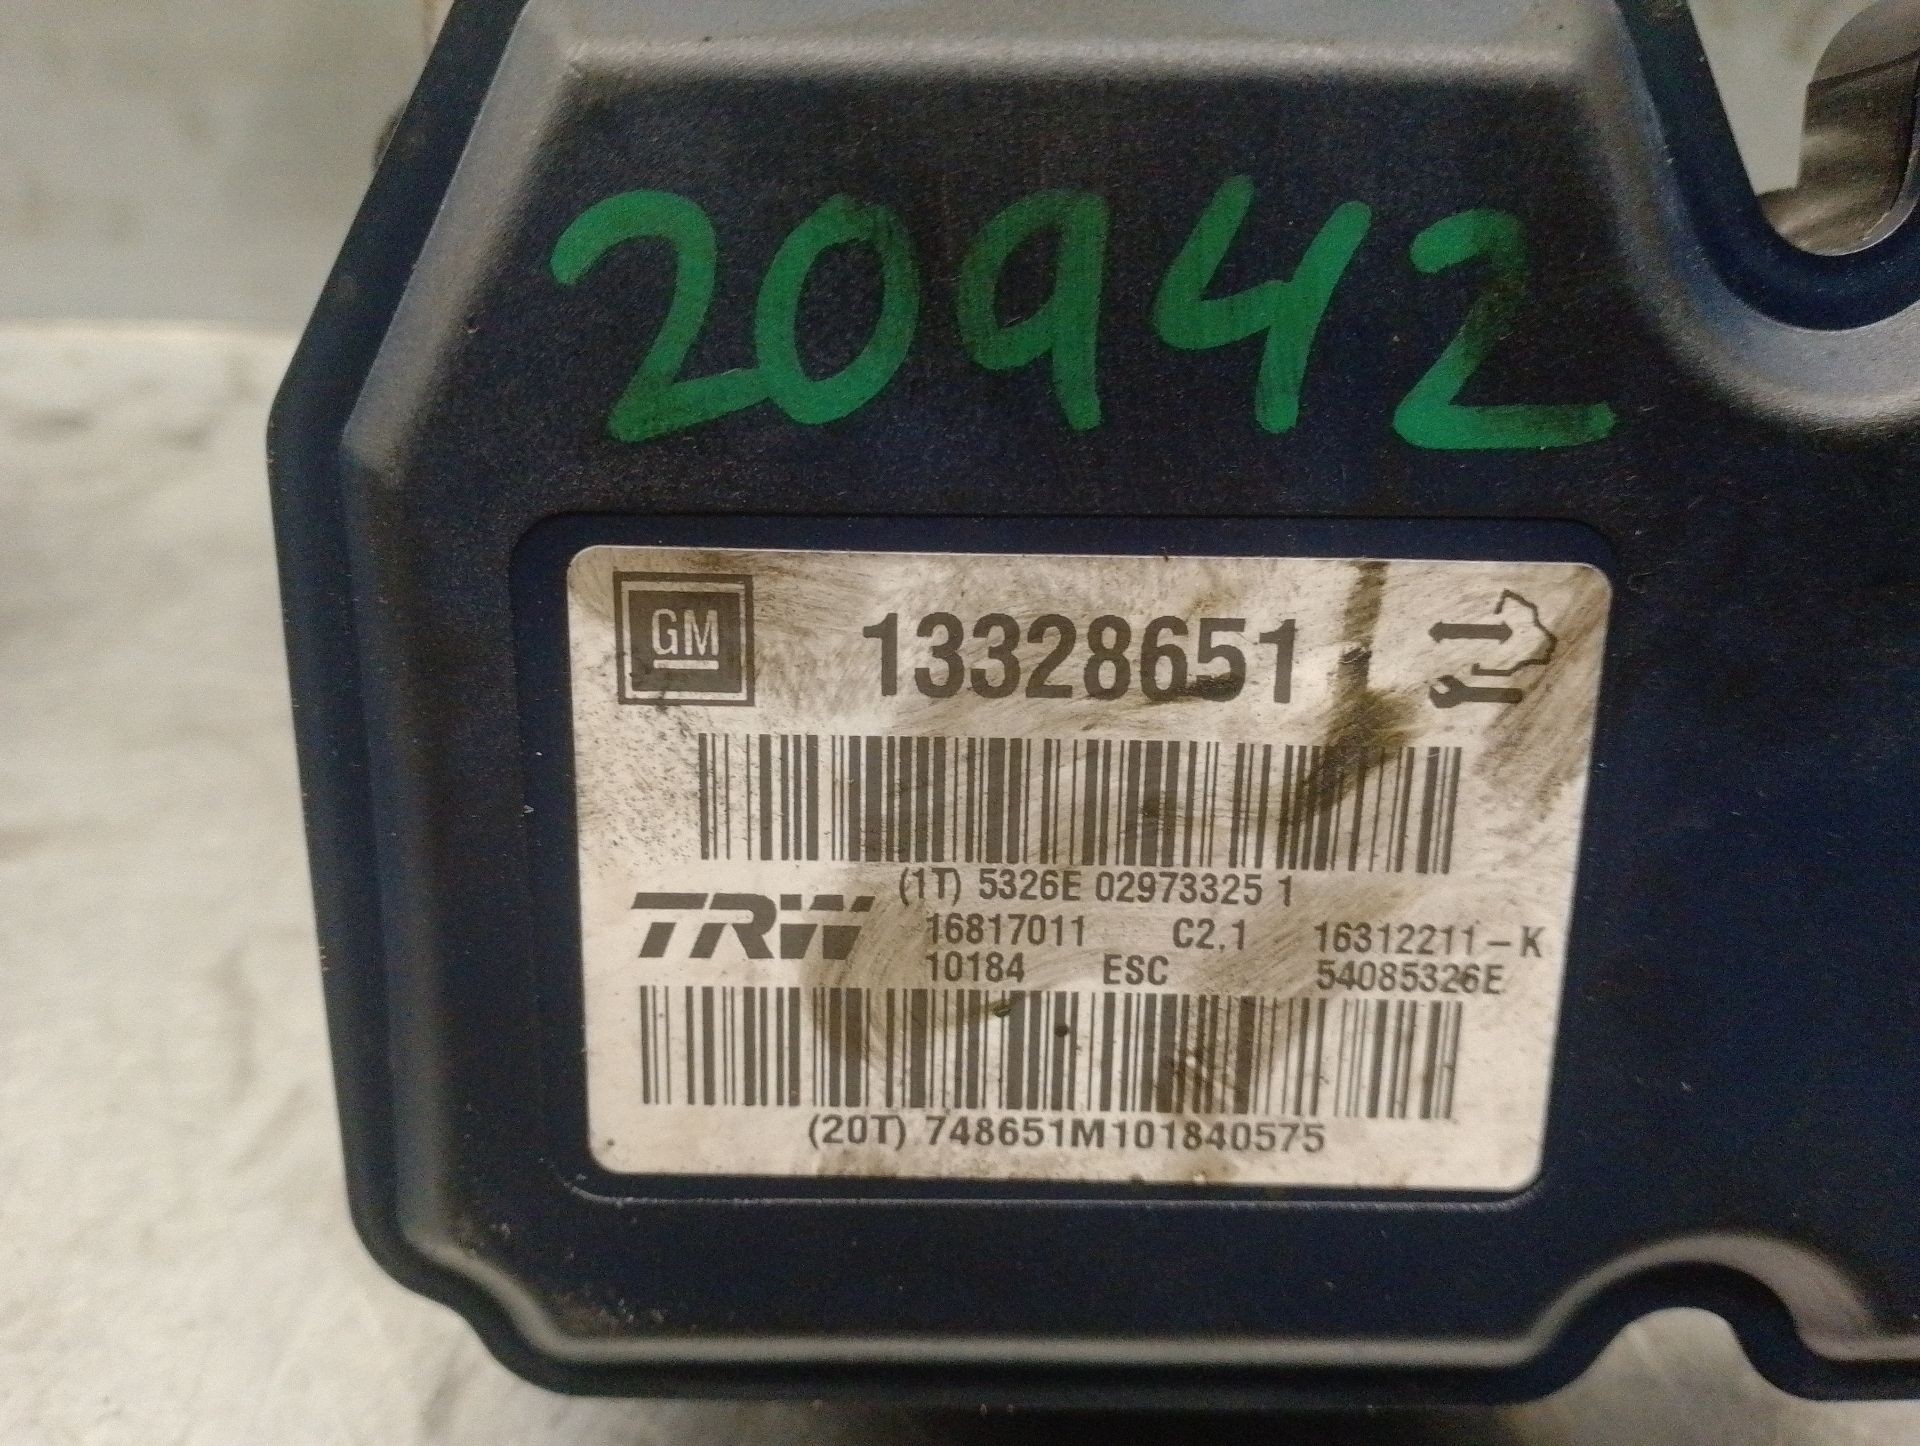 20942
GM 13328651
(1T) 5326E 02973325 1
TRW 16817011 C2,1 16312211-K
10184 ESC 54085326E
(20T) 748651M101840575